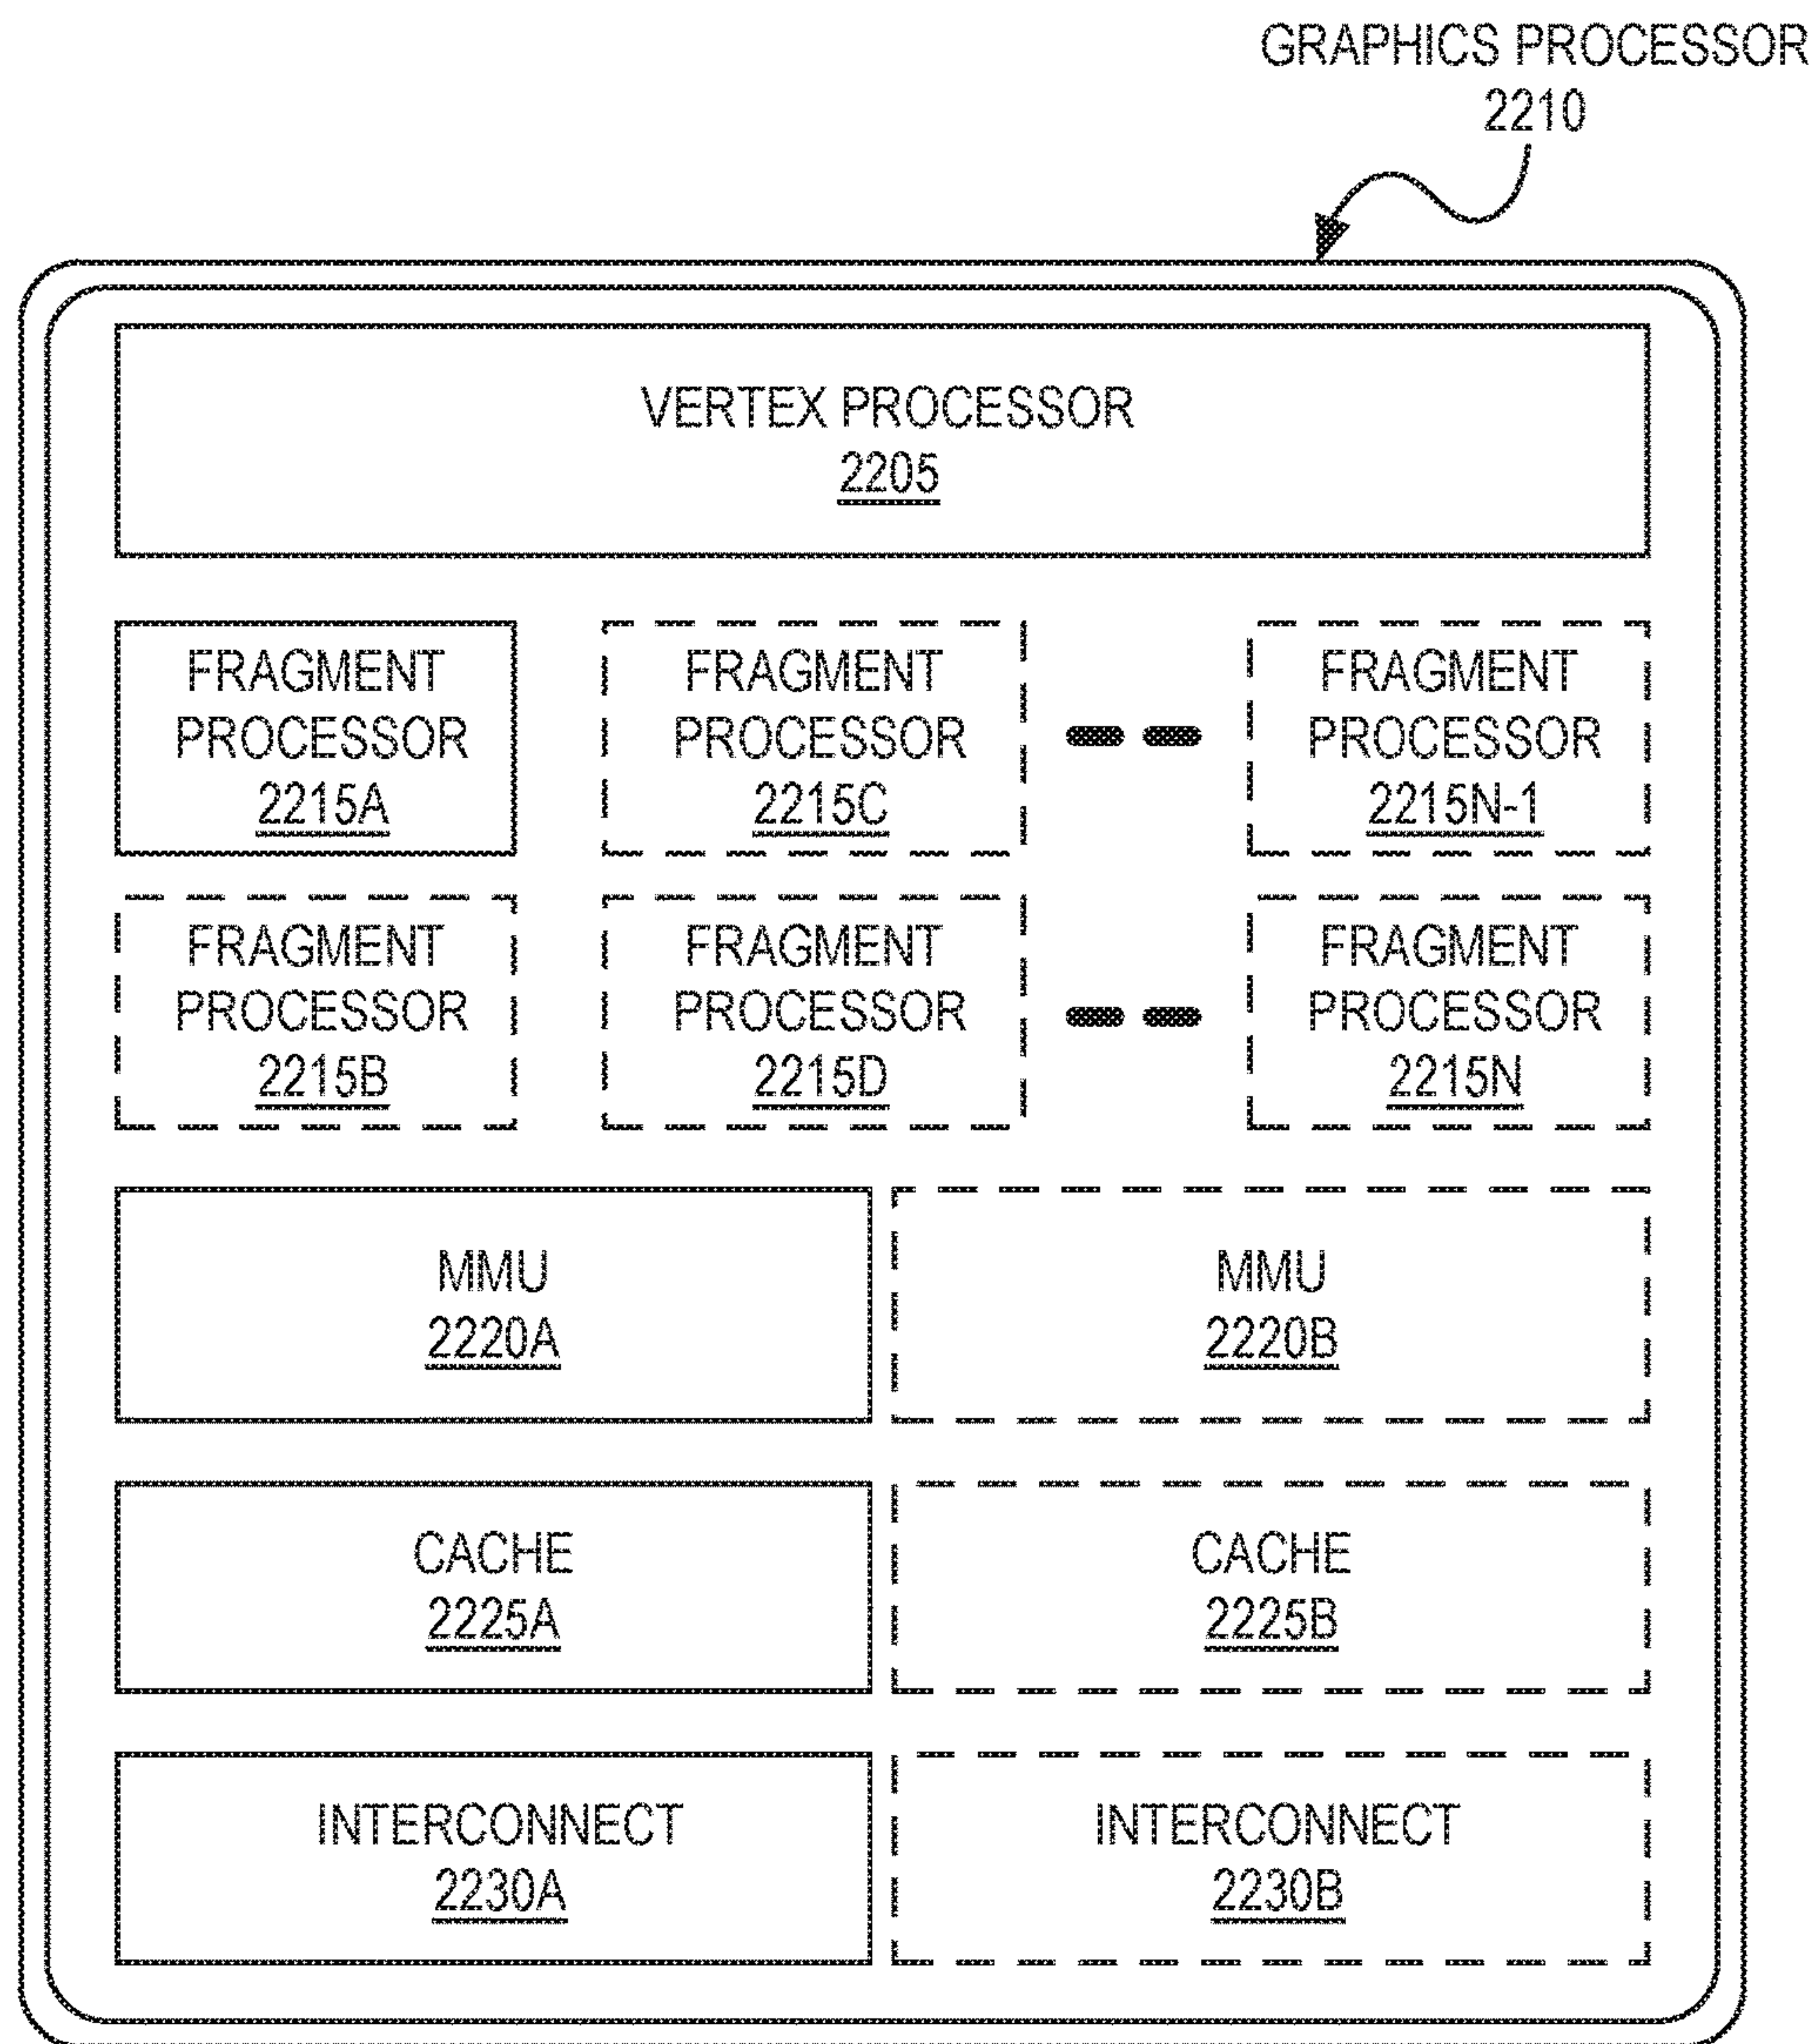 GRAPHICS PROCESSOR
2210
VERTEX PROCESSOR
2205
FRAGMENT
PROCESSOR
2215A
FRAGMENT
PROCESSOR
2215C
FRAGMENT
PROCESSOR
2215N-1
FRAGMENT
PROCESSOR
2215B
FRAGMENT
PROCESSOR
2215D
FRAGMENT
PROCESSOR
2215N
MMU
2220A
MMU
2220B
CACHE
2225A
CACHE
2225B
INTERCONNECT
2230A
INTERCONNECT
2230B